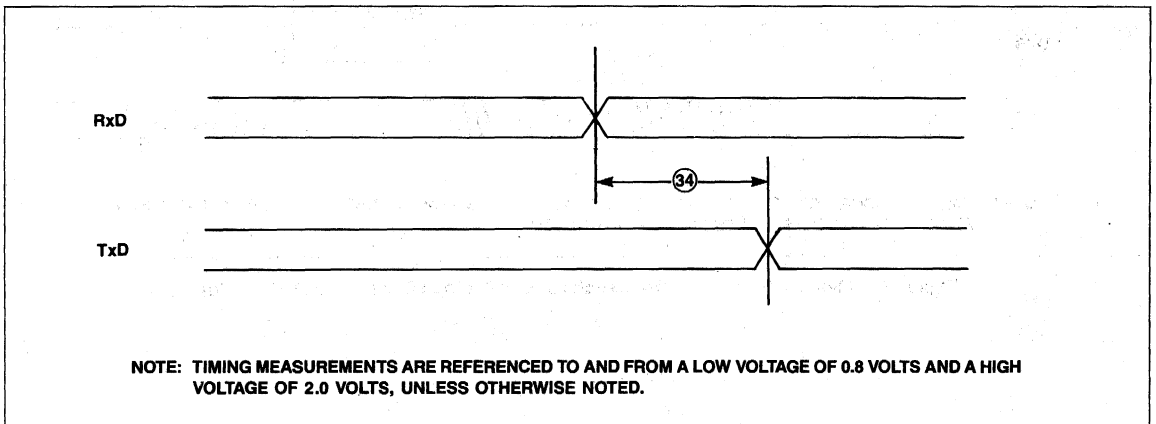 RxD
34
TxD
NOTE: TIMING MEASUREMENTS ARE REFERENCED TO AND FROM A LOW VOLTAGE OF 0.8 VOLTS AND A HIGH
VOLTAGE OF 2.0 VOLTS, UNLESS OTHERWISE NOTED.